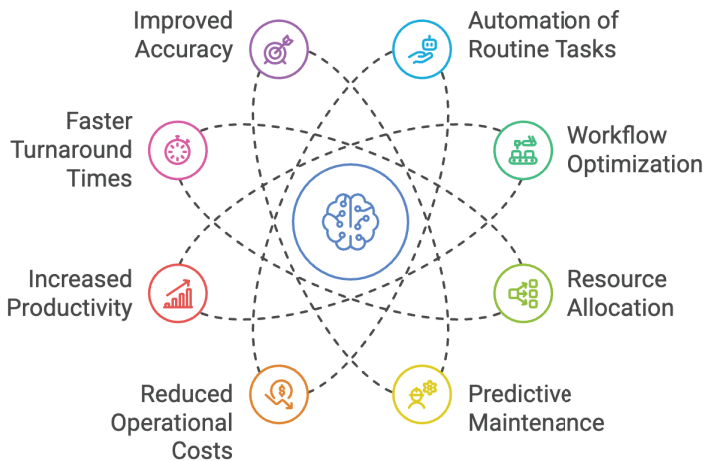 Improved
Accuracy
Automation of
Routine Tasks
Faster
Turnaround
Times
Workflow
Optimization
Increased
Productivity
Resource
Allocation
Reduced
Operational
Costs
Predictive
Maintenance
$